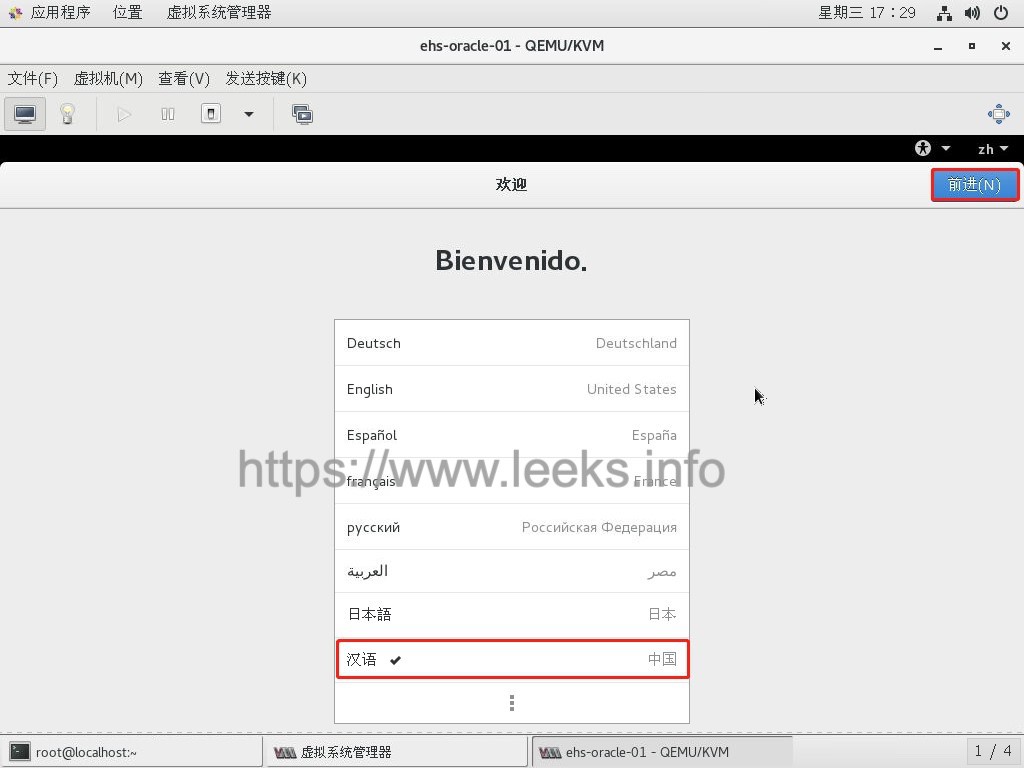 应用程序 位置 虚拟系统管理器 星期三 17：29
ehs-oracle-01 - QEMU/KVM
文件(F) 虚拟机(M) 查看(V) 发送按键(K)
zh
欢迎 前进(N)
Bienvenido.
Deutsch Deutschland
English United States
Español España
https://www.leeks.info
français France
русский Российская Федерация
العربية مصر
日本語 日本
汉语 中国
root@localhost:~ 虚拟系统管理器 ehs-oracle-01 - QEMU/KVM 1 / 4